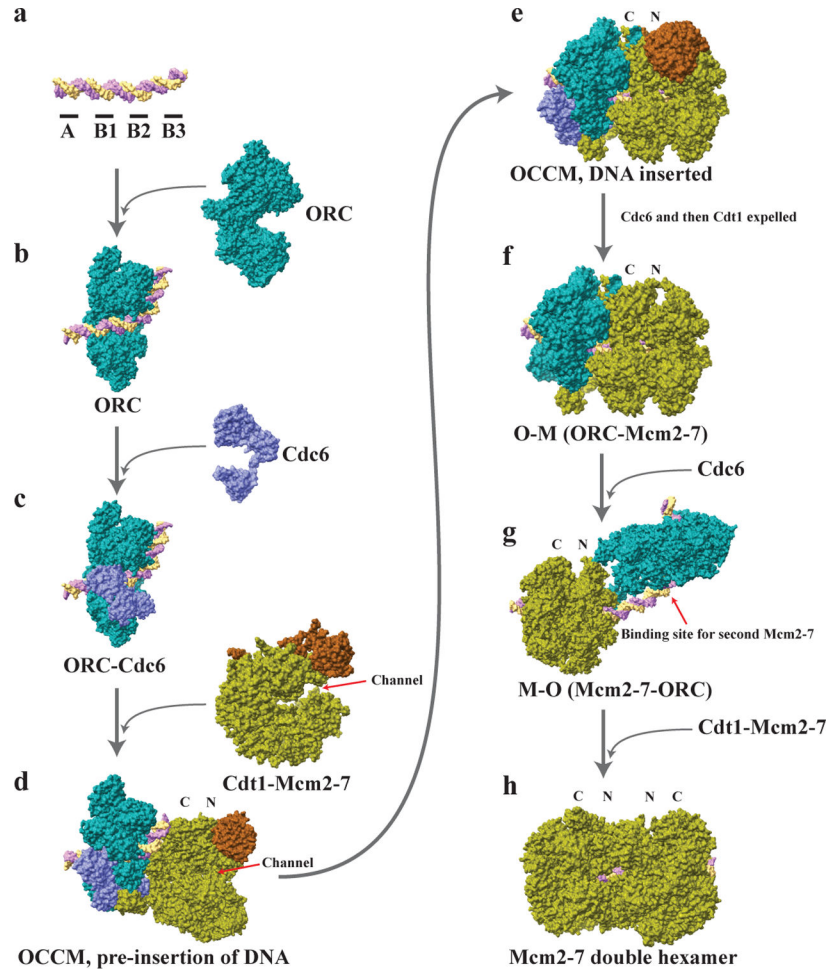 a
A B1 B2 B3
ORC
b
ORC
Cdc6
c
ORC-Cdc6
Channel
Cdt1-Mcm2-7
d
C N
Channel
OCCM, pre-insertion of DNA
e
C N
OCCM, DNA inserted
Cdc6 and then Cdt1 expelled
f
C N
O-M (ORC-Mcm2-7)
Cdc6
g
C N
Binding site for second Mcm2-7
M-O (Mcm2-7-ORC)
Cdt1-Mcm2-7
h
C N N C
Mcm2-7 double hexamer